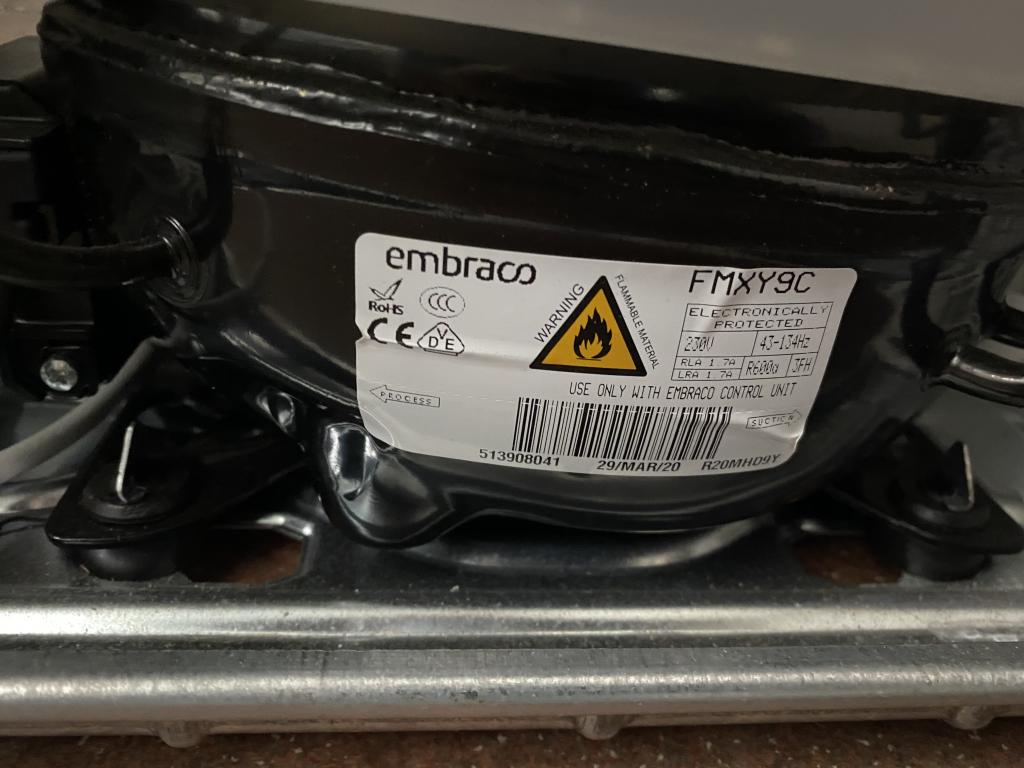 embraco
RoHS
CCC
CE
VDE
WARNING
FLAMMABLE MATERIAL
FMXY9C
ELECTRONICALLY
PROTECTED
230V
43-134Hz
RLA 1.7A
LRA 1.7A
R600a
3FH
USE ONLY WITH EMBRACO CONTROL UNIT
PROCESS
SUCTION
513908041
29/MAR/20
R20MHD9Y